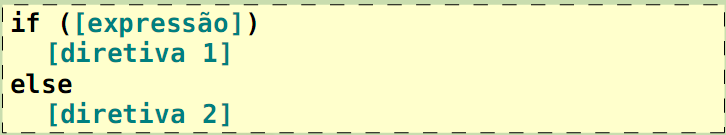 if ([expressão])
[diretiva 1]
else
[diretiva 2]